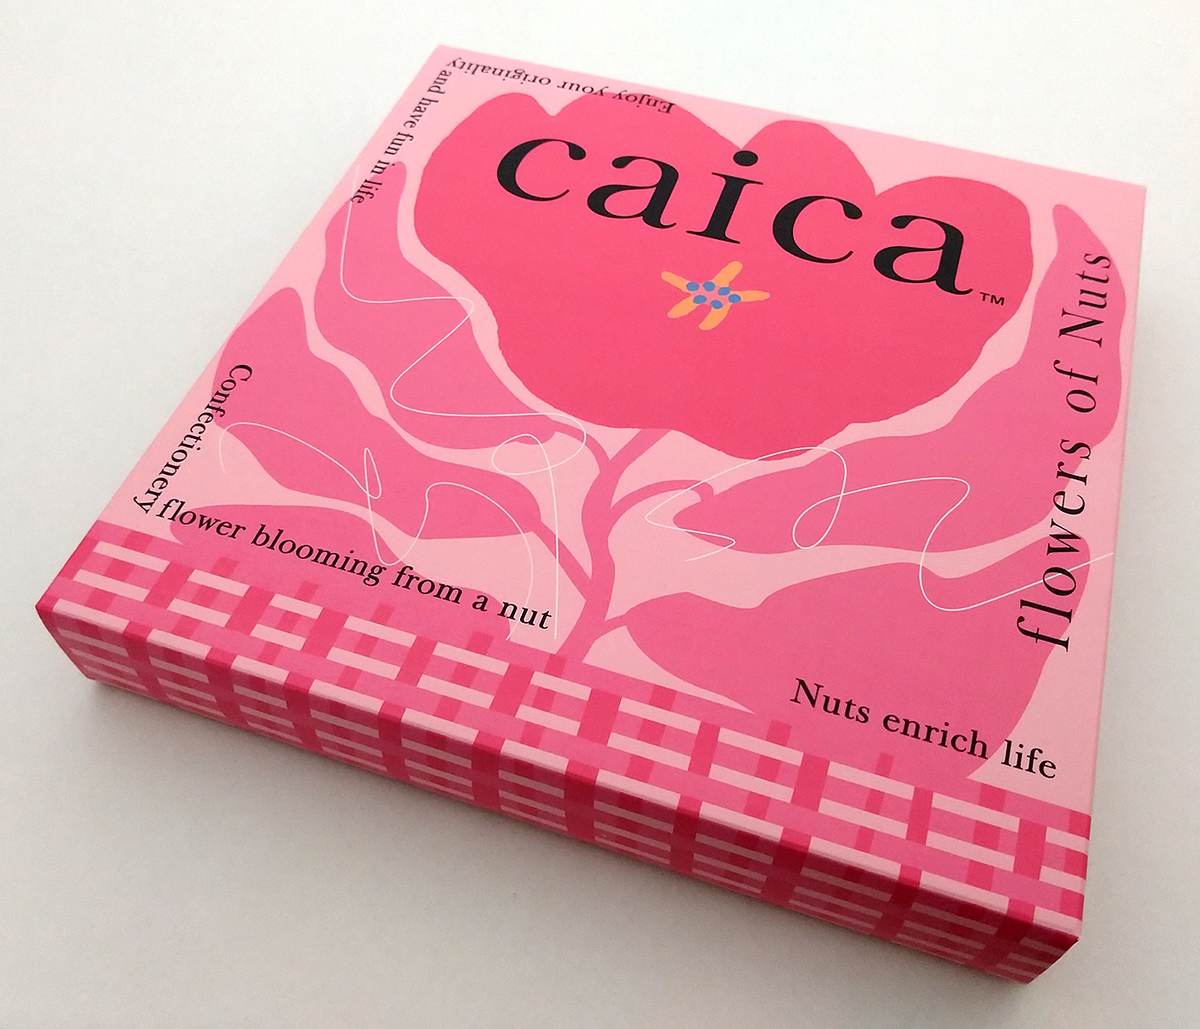 Enjoy your originality
and have fun in life
caica™
flowers of Nuts
Confectionery
flower blooming from a nut
Nuts enrich life